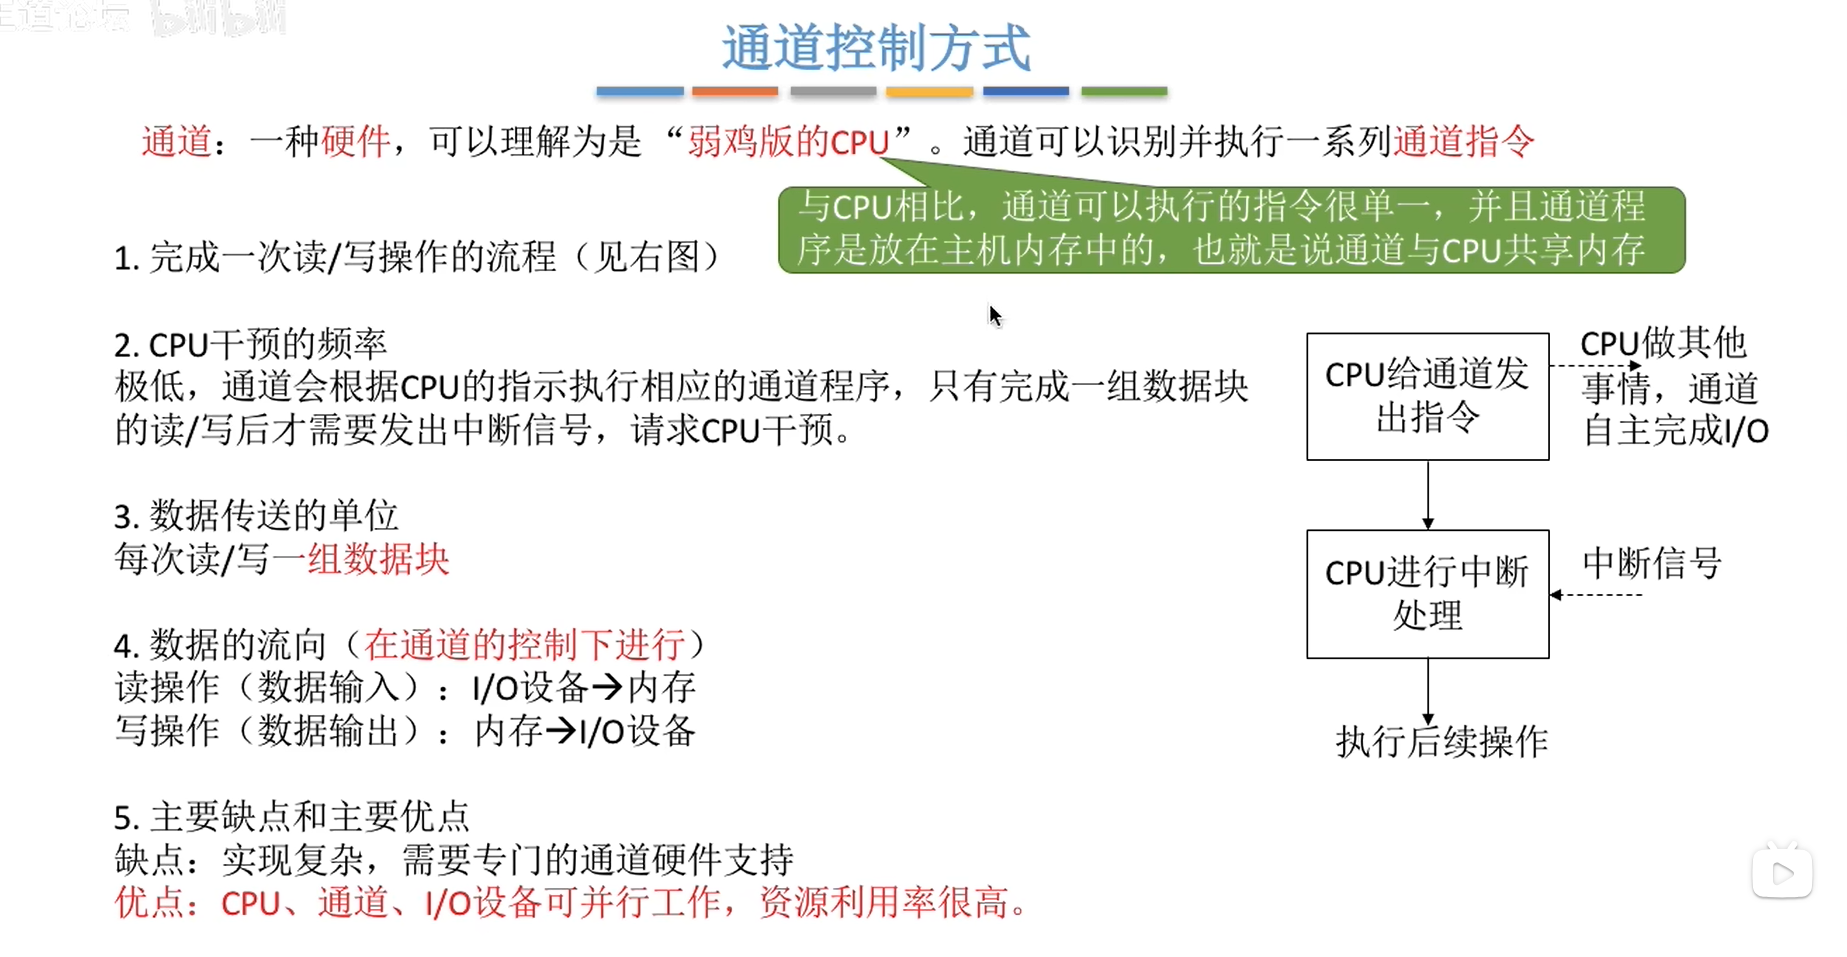 bilibili
通道控制方式
通道：一种硬件，可以理解为是“弱鸡版的CPU”。通道可以识别并执行一系列通道指令
与CPU相比，通道可以执行的指令很单一，并且通道程
序是放在主机内存中的，也就是说通道与CPU共享内存
1. 完成一次读/写操作的流程（见右图）
2. CPU干预的频率
极低，通道会根据CPU的指示执行相应的通道程序，只有完成一组数据块
的读/写后才需要发出中断信号，请求CPU干预。
3. 数据传送的单位
每次读/写一组数据块
4. 数据的流向（在通道的控制下进行）
读操作（数据输入）：I/O设备→内存
写操作（数据输出）：内存→I/O设备
5. 主要缺点和主要优点
缺点：实现复杂，需要专门的通道硬件支持
优点：CPU、通道、I/O设备可并行工作，资源利用率很高。
CPU给通道发
出指令
CPU做其他
事情，通道
自主完成I/O
CPU进行中断
处理
中断信号
执行后续操作